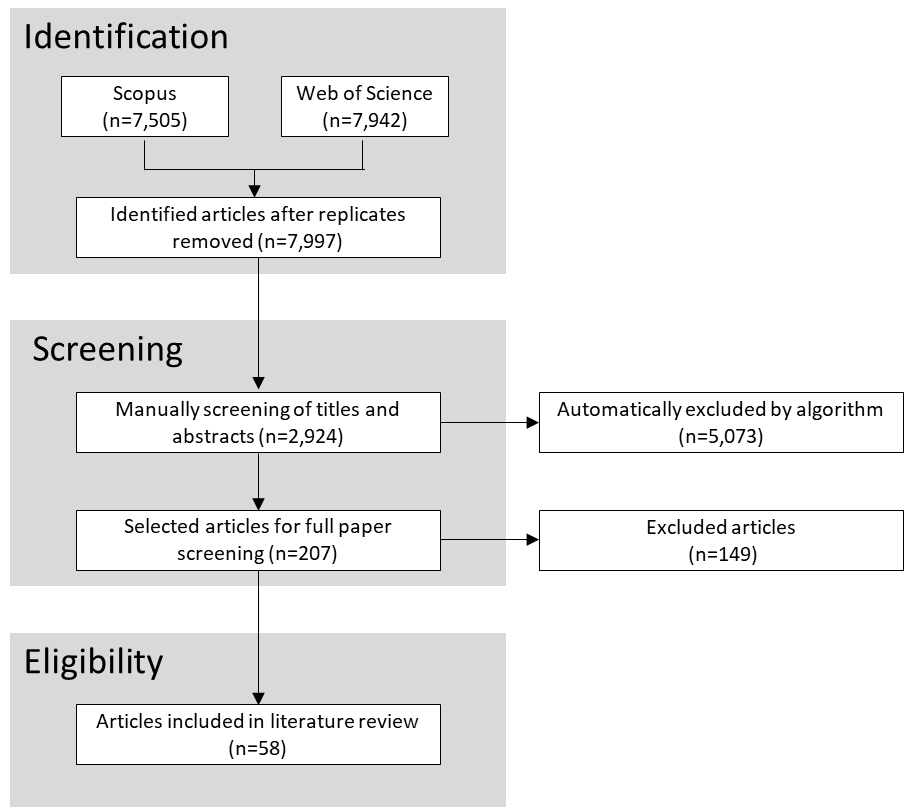 Identification
Scopus
(n=7,505)
Web of Science
(n=7,942)
Identified articles after replicates
removed (n=7,997)
Screening
Manually screening of titles and
abstracts (n=2,924)
Automatically excluded by algorithm
(n=5,073)
Selected articles for full paper
screening (n=207)
Excluded articles
(n=149)
Eligibility
Articles included in literature review
(n=58)